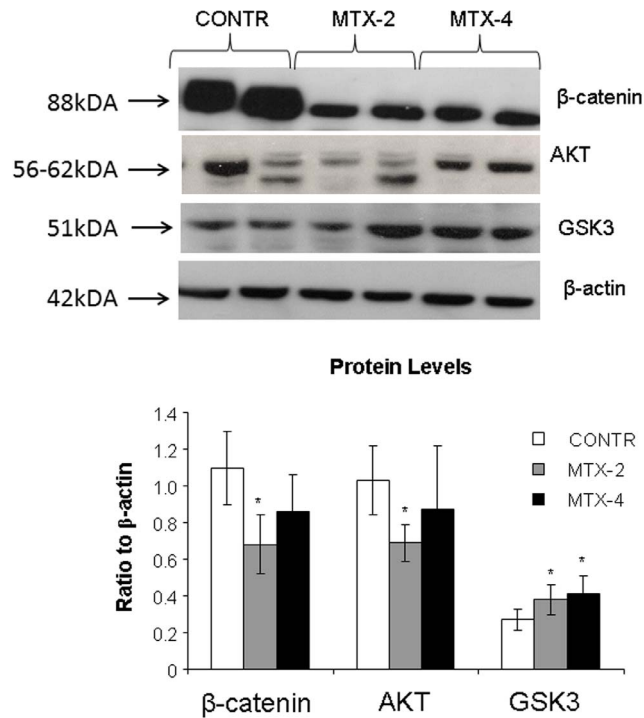 CONTR MTX-2 MTX-4
88kDA β-catenin
56-62kDA AKT
51kDA GSK3
42kDA β-actin
Protein Levels
Ratio to β-actin
1.4
1.2
1.0
0.8
0.6
0.4
0.2
0
CONTR
MTX-2
MTX-4
* * * *
β-catenin AKT GSK3